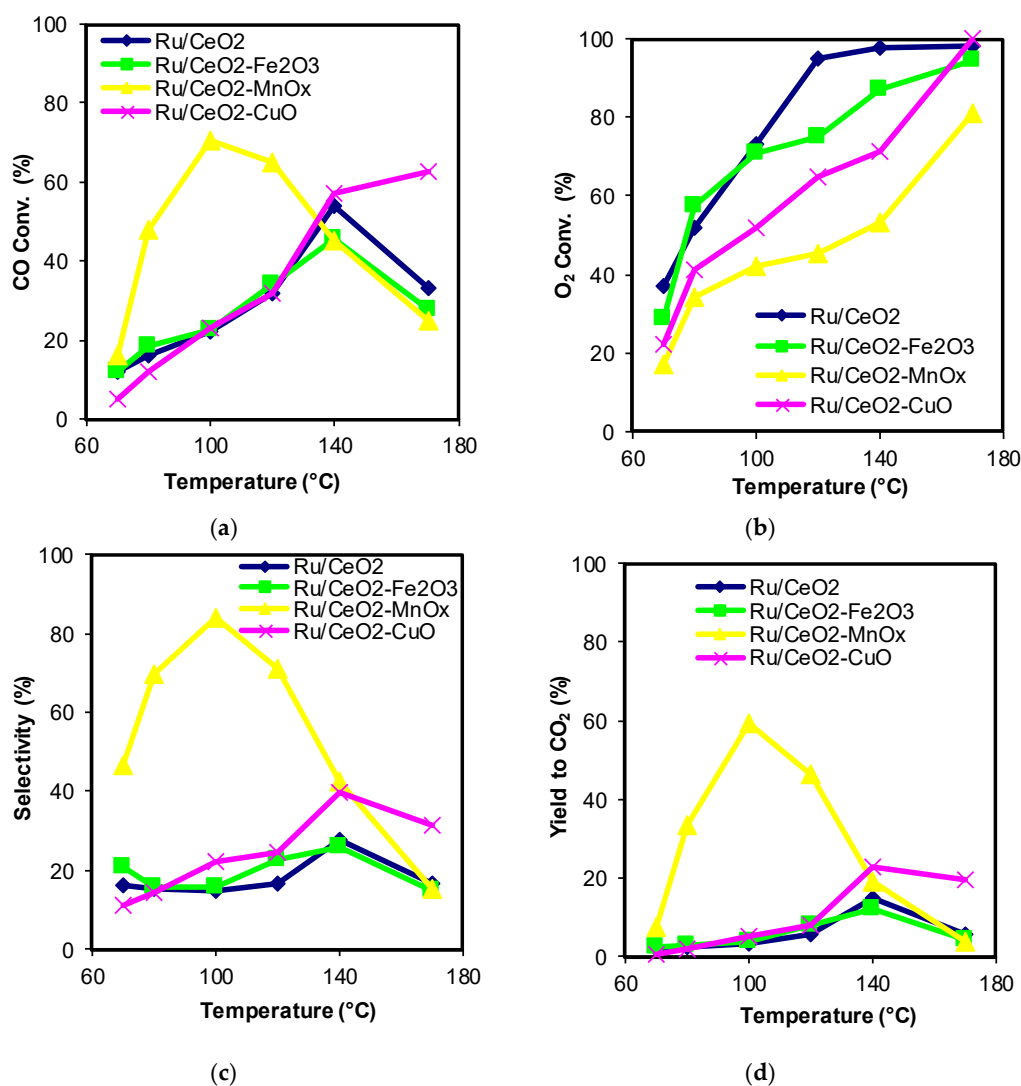 100
80
60
40
20
0
CO Conv. (%)
Ru/CeO2
Ru/CeO2-Fe2O3
Ru/CeO2-MnOx
Ru/CeO2-CuO
60 100 140 180
Temperature (°C)
(a)
100
80
60
40
20
0
O₂ Conv. (%)
Ru/CeO2
Ru/CeO2-Fe2O3
Ru/CeO2-MnOx
Ru/CeO2-CuO
60 80 100 120 140 160 180
Temperature (°C)
(b)
100
80
60
40
20
0
Selectivity (%)
Ru/CeO2
Ru/CeO2-Fe2O3
Ru/CeO2-MnOx
Ru/CeO2-CuO
60 100 140 180
Temperature (°C)
(c)
100
80
60
40
20
0
Yield to CO₂ (%)
Ru/CeO2
Ru/CeO2-Fe2O3
Ru/CeO2-MnOx
Ru/CeO2-CuO
60 100 140 180
Temperature (°C)
(d)